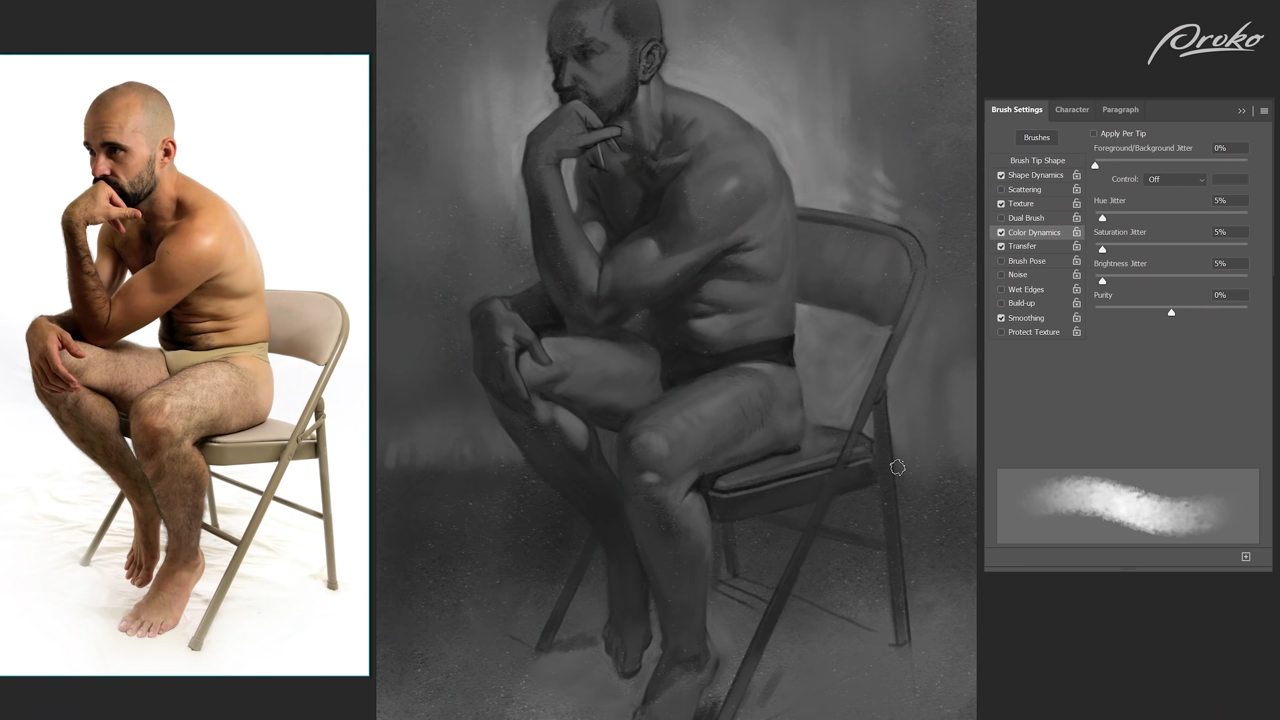 Proko
Brush Settings Character Paragraph
Brushes
Apply Per Tip
Foreground/Background Jitter 0%
Brush Tip Shape
Shape Dynamics
Control: Off
Scattering
Texture
Hue Jitter 5%
Dual Brush
Color Dynamics
Saturation Jitter 5%
Transfer
Brush Pose
Brightness Jitter 5%
Noise
Wet Edges
Purity 0%
Build-up
Smoothing
Protect Texture